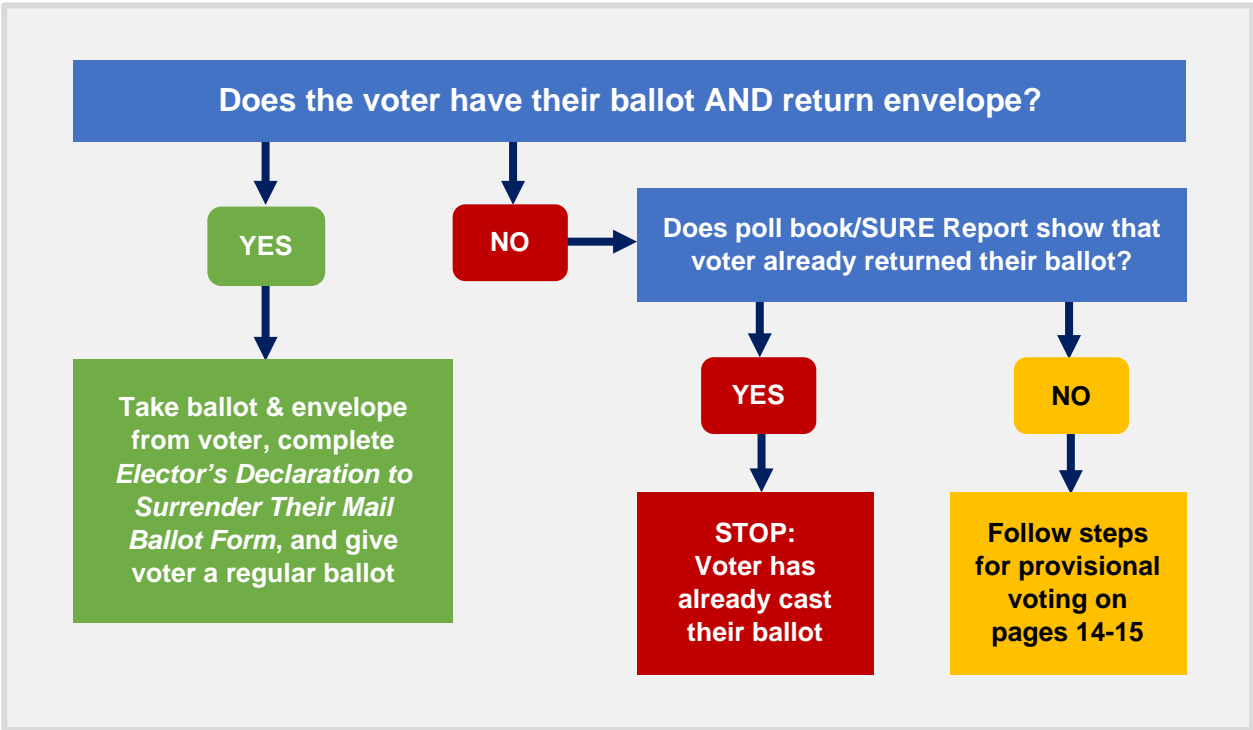 Does the voter have their ballot AND return envelope?
YES
NO
Does poll book/SURE Report show that
voter already returned their ballot?
Take ballot & envelope
from voter, complete
Elector’s Declaration to
Surrender Their Mail
Ballot Form, and give
voter a regular ballot
YES
NO
STOP:
Voter has
already cast
their ballot
Follow steps
for provisional
voting on
pages 14-15